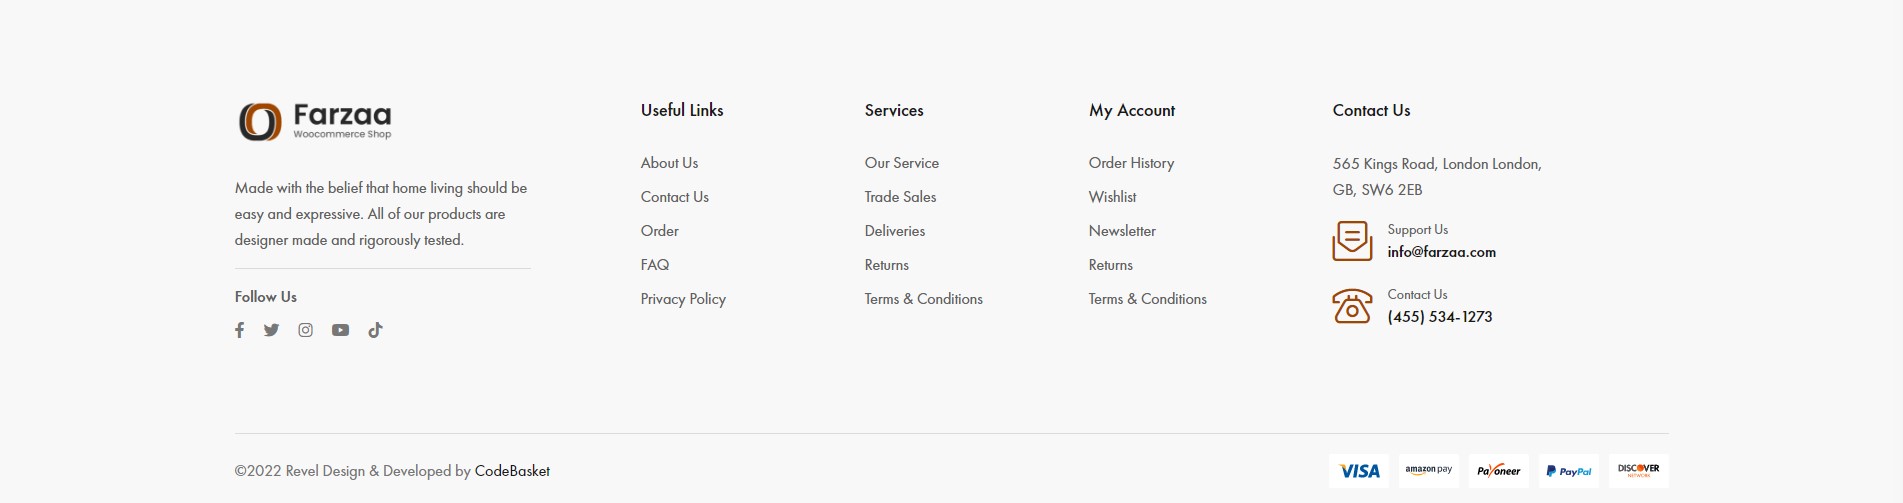 Farzaa
Woocommerce Shop
Made with the belief that home living should be
easy and expressive. All of our products are
designer made and rigorously tested.
Follow Us
Useful Links
About Us
Contact Us
Order
FAQ
Privacy Policy
Services
Our Service
Trade Sales
Deliveries
Returns
Terms & Conditions
My Account
Order History
Wishlist
Newsletter
Returns
Terms & Conditions
Contact Us
565 Kings Road, London London,
GB, SW6 2EB
Support Us
info@farzaa.com
Contact Us
(455) 534-1273
©2022 Revel Design & Developed by CodeBasket
VISA
amazon pay
Payoneer
PayPal
DISCOVER
NETWORK